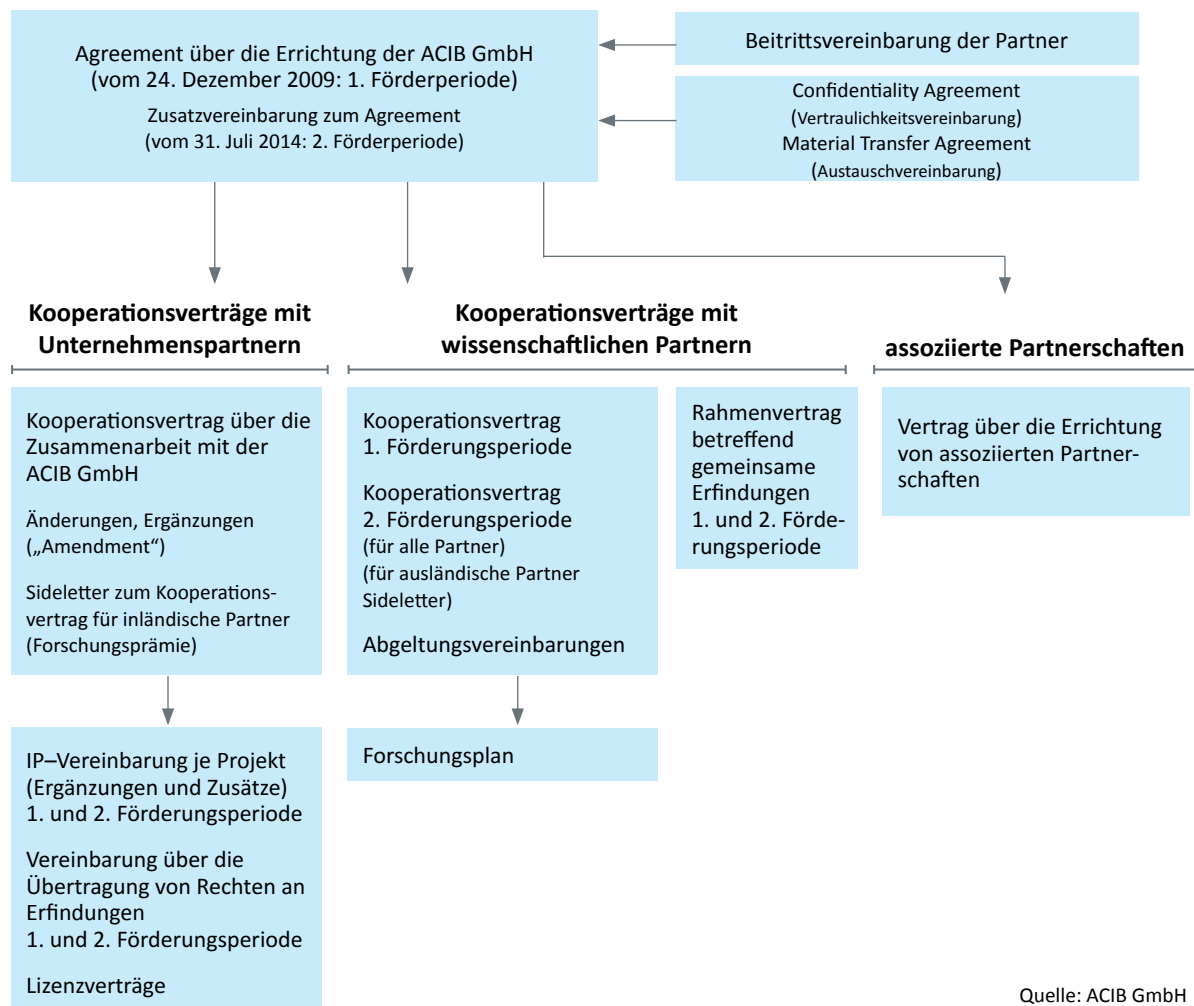 Agreement über die Errichtung der ACIB GmbH
(vom 24. Dezember 2009: 1. Förderperiode)
Zusatzvereinbarung zum Agreement
(vom 31. Juli 2014: 2. Förderperiode)
Beitrittsvereinbarung der Partner
Confidentiality Agreement
(Vertraulichkeitsvereinbarung)
Material Transfer Agreement
(Austauschvereinbarung)
Kooperationsverträge mit
Unternehmenspartnern
Kooperationsvertrag über die
Zusammenarbeit mit der
ACIB GmbH
Änderungen, Ergänzungen
(„Amendment“)
Sideletter zum Kooperations-
vertrag für inländische Partner
(Forschungsprämie)
IP–Vereinbarung je Projekt
(Ergänzungen und Zusätze)
1. und 2. Förderungsperiode
Vereinbarung über die
Übertragung von Rechten an
Erfindungen
1. und 2. Förderungsperiode
Lizenzverträge
Kooperationsverträge mit
wissenschaftlichen Partnern
Kooperationsvertrag
1. Förderungsperiode
Kooperationsvertrag
2. Förderungsperiode
(für alle Partner)
(für ausländische Partner
Sideletter)
Abgeltungsvereinbarungen
Forschungsplan
Rahmenvertrag
betreffend
gemeinsame
Erfindungen
1. und 2. Förde-
rungsperiode
assoziierte Partnerschaften
Vertrag über die Errichtung
von assoziierten Partner-
schaften
Quelle: ACIB GmbH